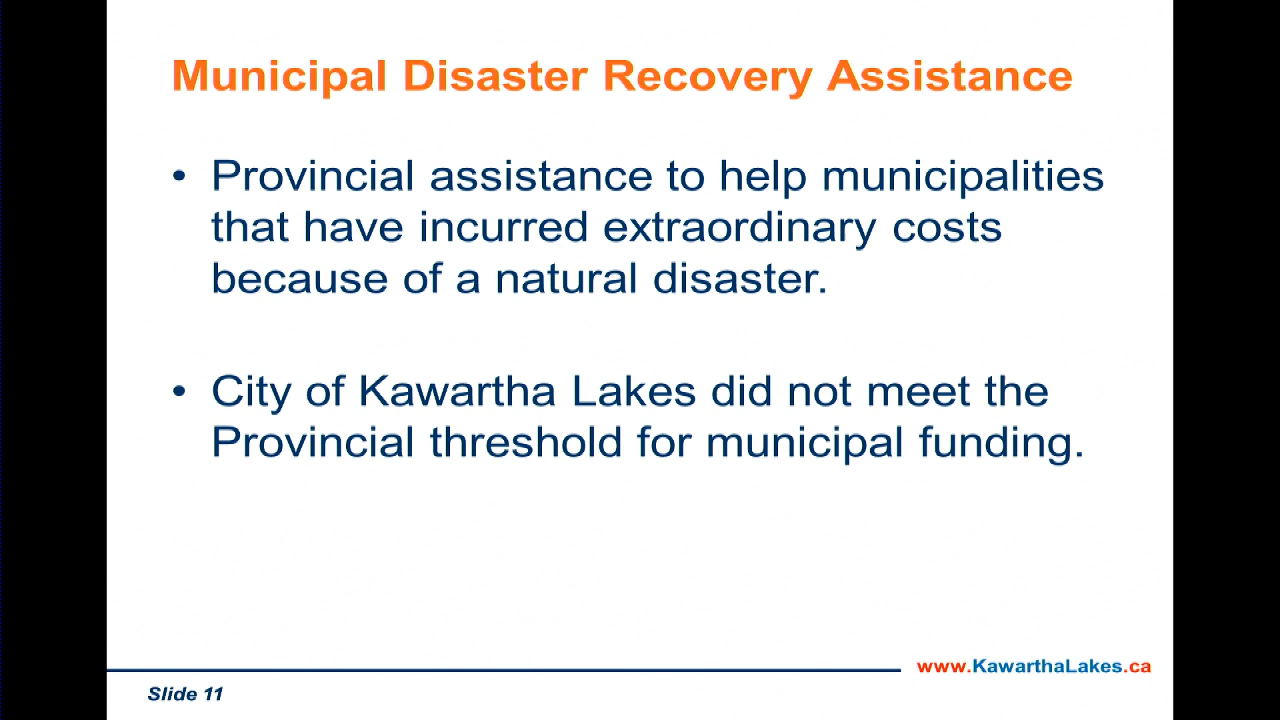 Municipal Disaster Recovery Assistance
• Provincial assistance to help municipalities
that have incurred extraordinary costs
because of a natural disaster.
• City of Kawartha Lakes did not meet the
Provincial threshold for municipal funding.
www.KawarthaLakes.ca
Slide 11